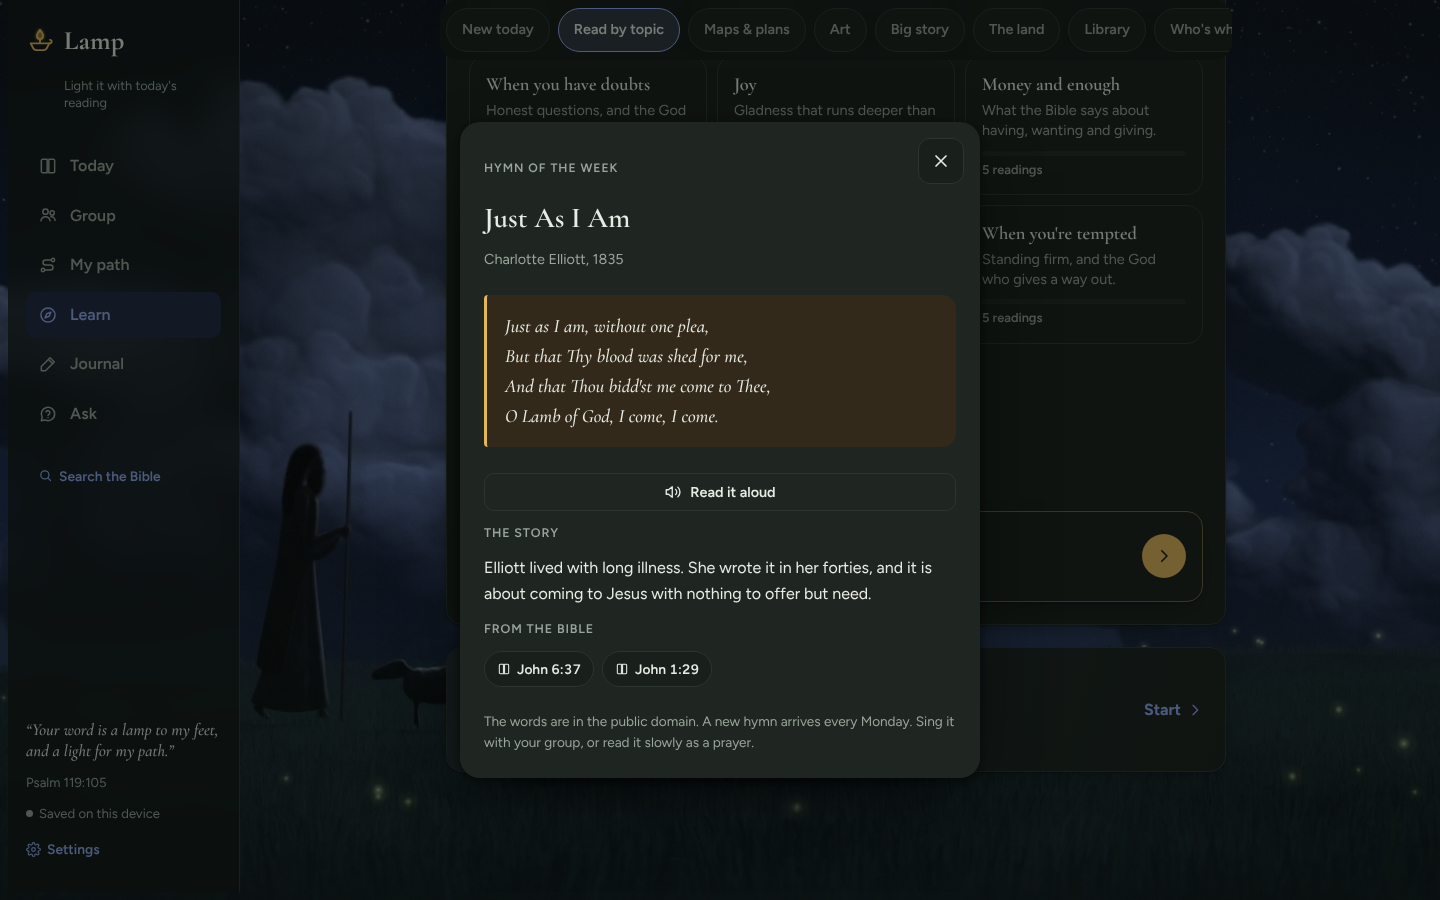 Lamp
Light it with today's
reading
Today
Group
My path
Learn
Journal
Ask
Search the Bible
“Your word is a lamp to my feet,
and a light for my path.”
Psalm 119:105
Saved on this device
Settings
New today
Read by topic
Maps & plans
Art
Big story
The land
Library
Who's wh
When you have doubts
Honest questions, and the God
Joy
Gladness that runs deeper than
Money and enough
What the Bible says about
having, wanting and giving.
5 readings
When you're tempted
Standing firm, and the God
who gives a way out.
5 readings
HYMN OF THE WEEK
Just As I Am
Charlotte Elliott, 1835
Just as I am, without one plea,
But that Thy blood was shed for me,
And that Thou bidd'st me come to Thee,
O Lamb of God, I come, I come.
Read it aloud
THE STORY
Elliott lived with long illness. She wrote it in her forties, and it is
about coming to Jesus with nothing to offer but need.
FROM THE BIBLE
John 6:37
John 1:29
The words are in the public domain. A new hymn arrives every Monday. Sing it
with your group, or read it slowly as a prayer.
Start